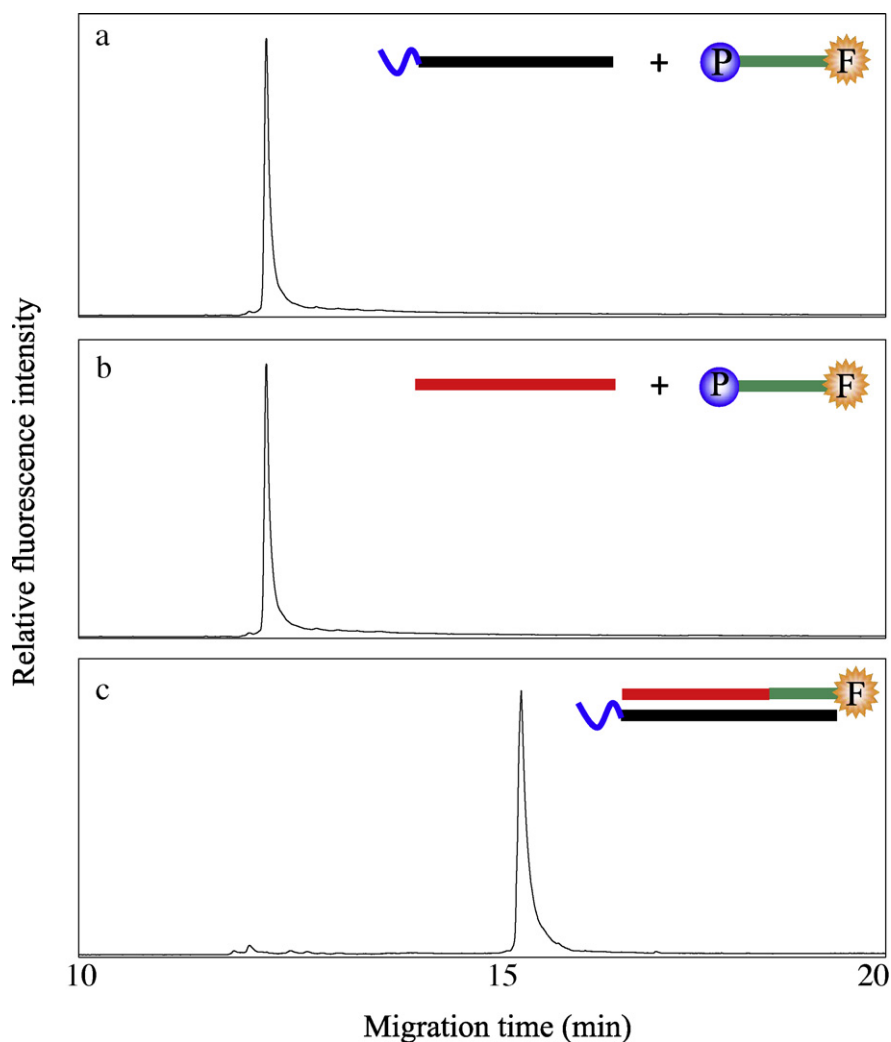 a
+ P F
b
+ P F
c
F
Relative fluorescence intensity
10 15 20
Migration time (min)